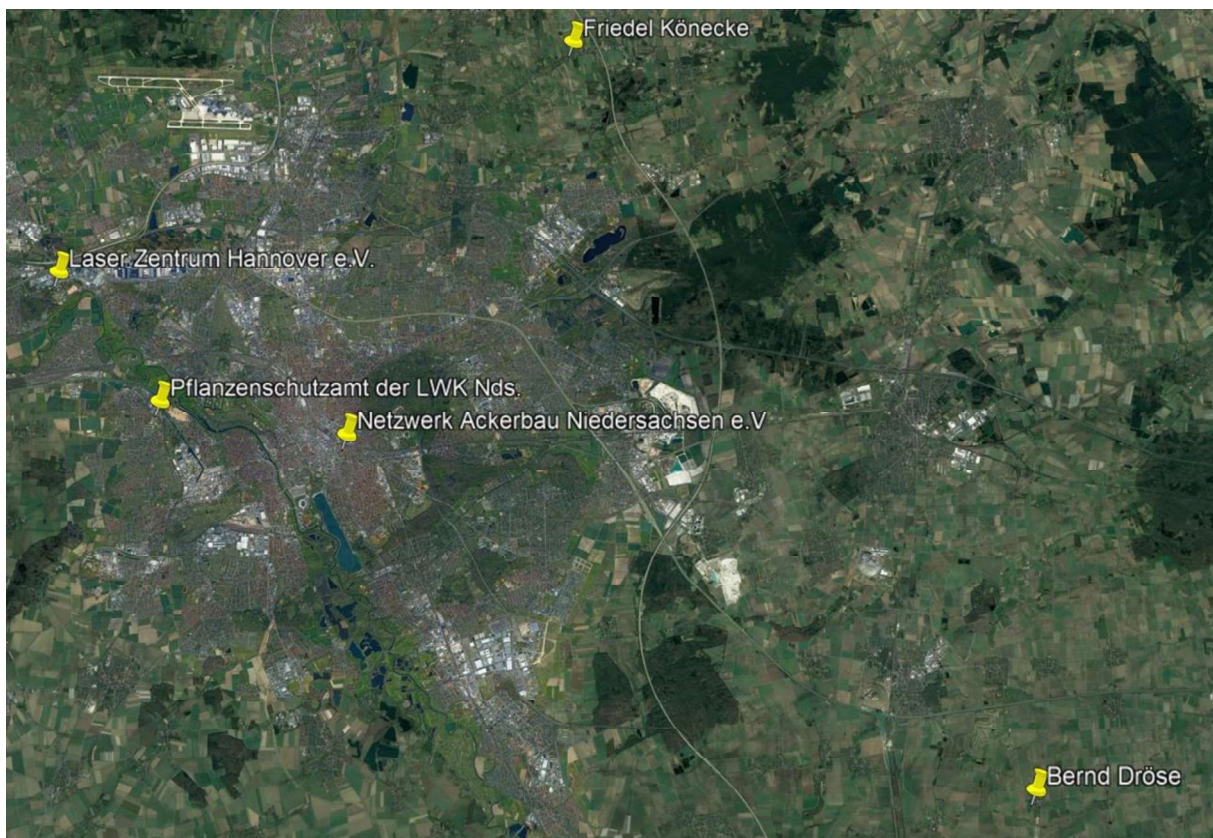 Friedel Könecke
Laser Zentrum Hannover e.V.
Pflanzenschutzamt der LWK Nds.
Netzwerk Ackerbau Niedersachsen e.V
Bernd Dröse